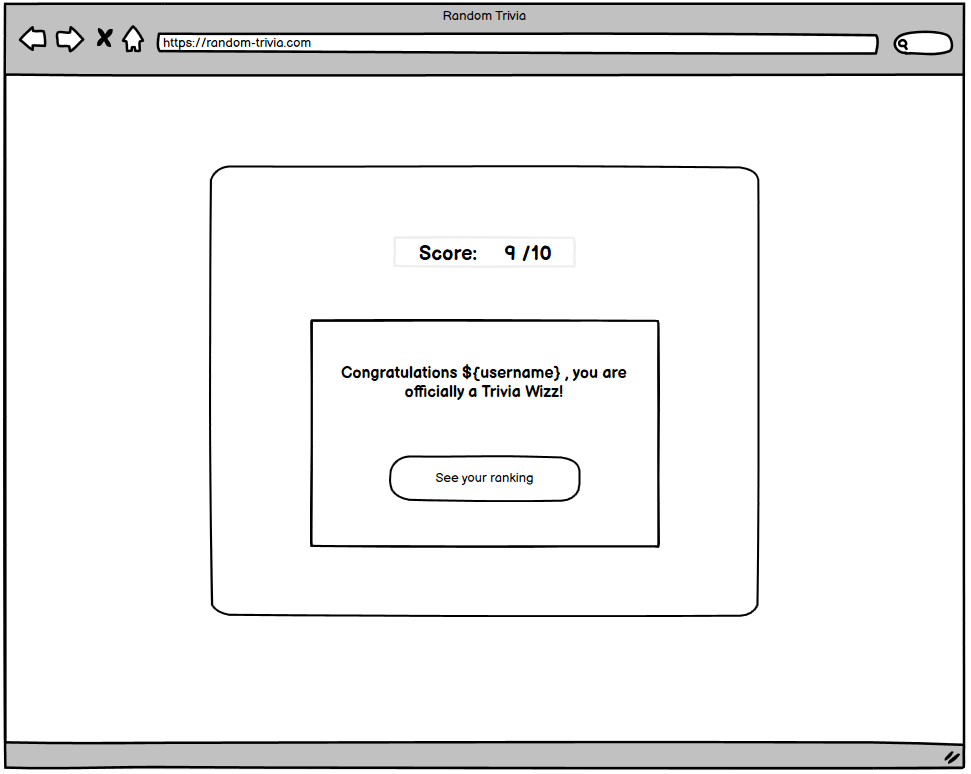 Random Trivia
https://random-trivia.com
Score: 9 /10
Congratulations ${username} , you are
officially a Trivia Wizz!
See your ranking